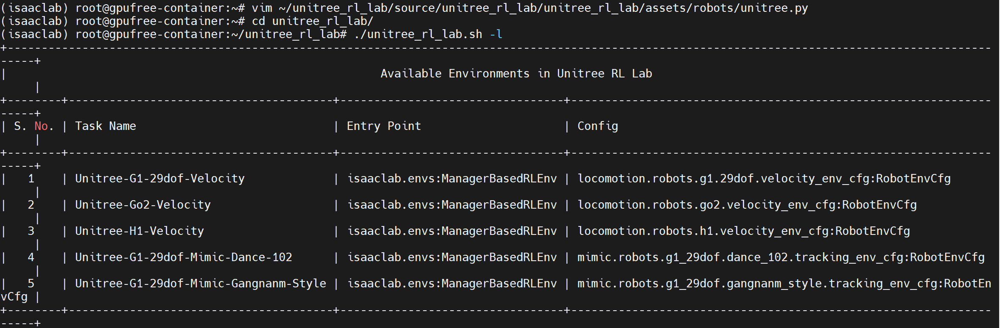 (isaaclab) root@gpufree-container:~# vim ~/unitree_rl_lab/source/unitree_rl_lab/unitree_rl_lab/assets/robots/unitree.py
(isaaclab) root@gpufree-container:~# cd unitree_rl_lab/
(isaaclab) root@gpufree-container:~/unitree_rl_lab# ./unitree_rl_lab.sh -l
+-------------------------------------------------------------------------------------------------------------------------------------------------
-----+
|                                                       Available Environments in Unitree RL Lab
     |
+--------+---------------------------------------+---------------------------------+--------------------------------------------------------------
-----+
| S. No. | Task Name                             | Entry Point                     | Config
     |
+--------+---------------------------------------+---------------------------------+--------------------------------------------------------------
-----+
|   1    | Unitree-G1-29dof-Velocity             | isaaclab.envs:ManagerBasedRLEnv | locomotion.robots.g1.29dof.velocity_env_cfg:RobotEnvCfg
     |
|   2    | Unitree-Go2-Velocity                  | isaaclab.envs:ManagerBasedRLEnv | locomotion.robots.go2.velocity_env_cfg:RobotEnvCfg
     |
|   3    | Unitree-H1-Velocity                   | isaaclab.envs:ManagerBasedRLEnv | locomotion.robots.h1.velocity_env_cfg:RobotEnvCfg
     |
|   4    | Unitree-G1-29dof-Mimic-Dance-102      | isaaclab.envs:ManagerBasedRLEnv | mimic.robots.g1_29dof.dance_102.tracking_env_cfg:RobotEnvCfg
     |
|   5    | Unitree-G1-29dof-Mimic-Gangnanm-Style | isaaclab.envs:ManagerBasedRLEnv | mimic.robots.g1_29dof.gangnanm_style.tracking_env_cfg:RobotEn
vCfg |
+--------+---------------------------------------+---------------------------------+--------------------------------------------------------------
-----+